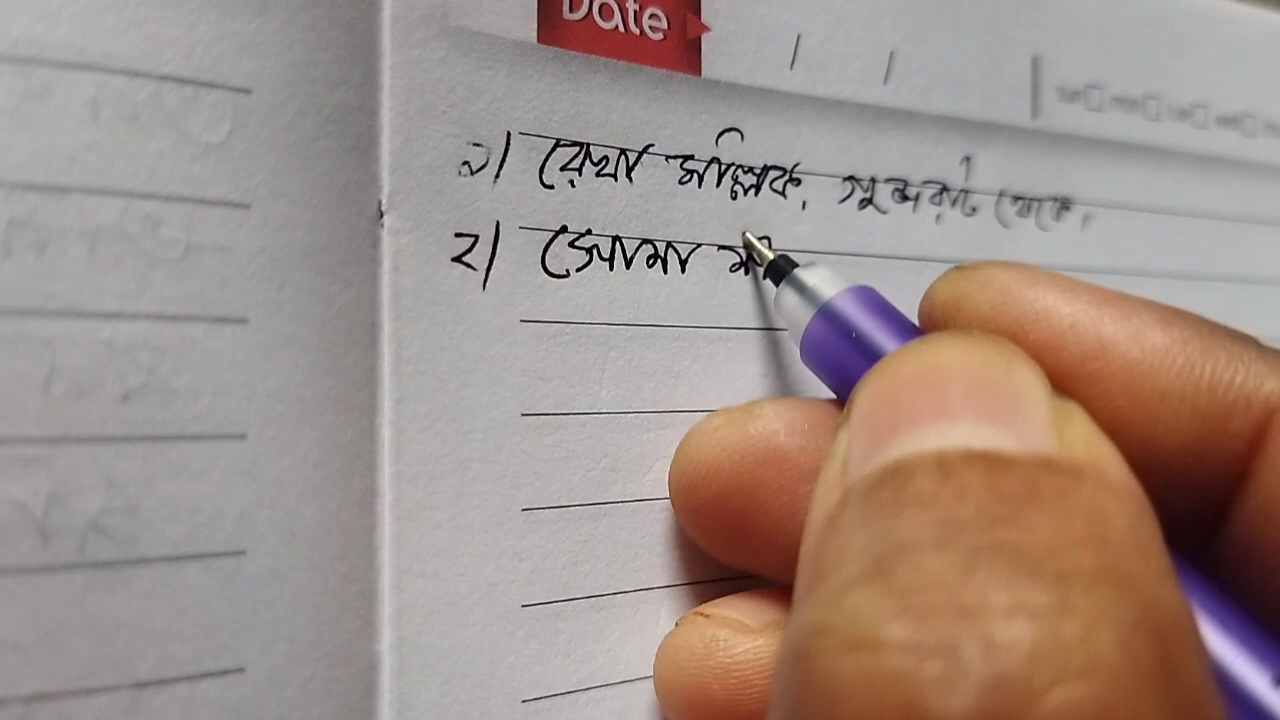 Date
১) রেখা মল্লিক, গুজরাট থেকে,
২) সোমা